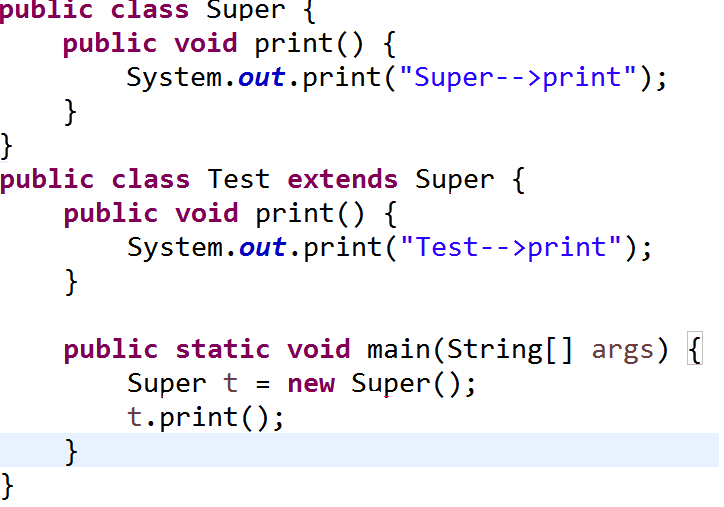 public class Super {
    public void print() {
        System.out.print("Super-->print");
    }
}
public class Test extends Super {
    public void print() {
        System.out.print("Test-->print");
    }

    public static void main(String[] args) {
        Super t = new Super();
        t.print();
    }
}